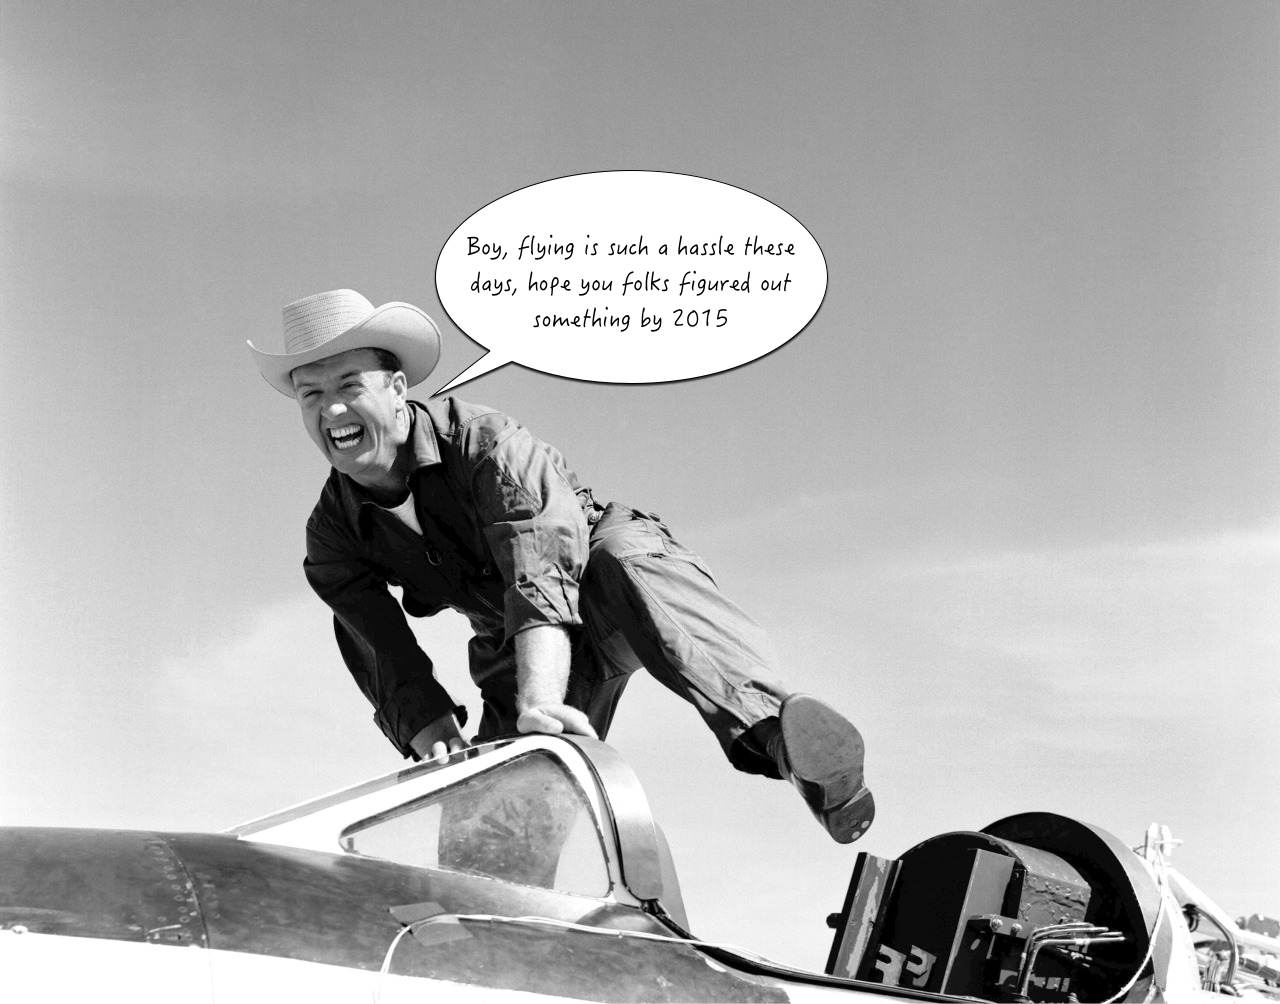 Boy, flying is such a hassle these
days, hope you folks figured out
something by 2015